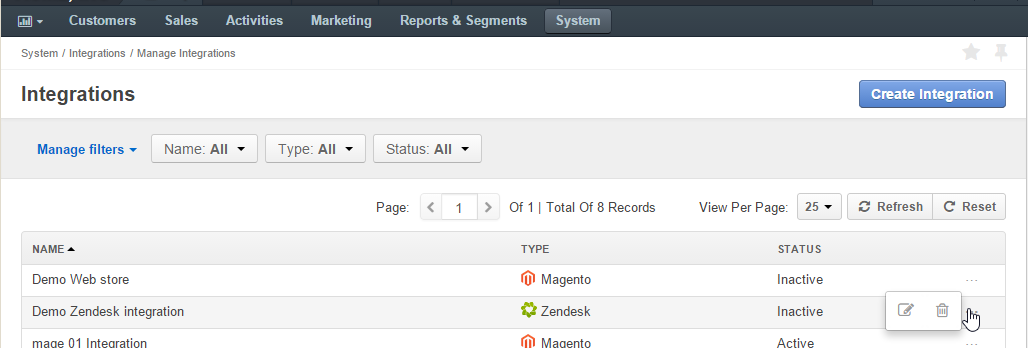 Customers Sales Activities Marketing Reports & Segments System
System / Integrations / Manage Integrations
Integrations Create Integration
Manage filters Name: All Type: All Status: All
Page: 1 Of 1 | Total Of 8 Records View Per Page: 25 Refresh Reset
NAME TYPE STATUS
Demo Web store Magento Inactive ...
Demo Zendesk integration Zendesk Inactive
mage 01 Integration Magento Active ...